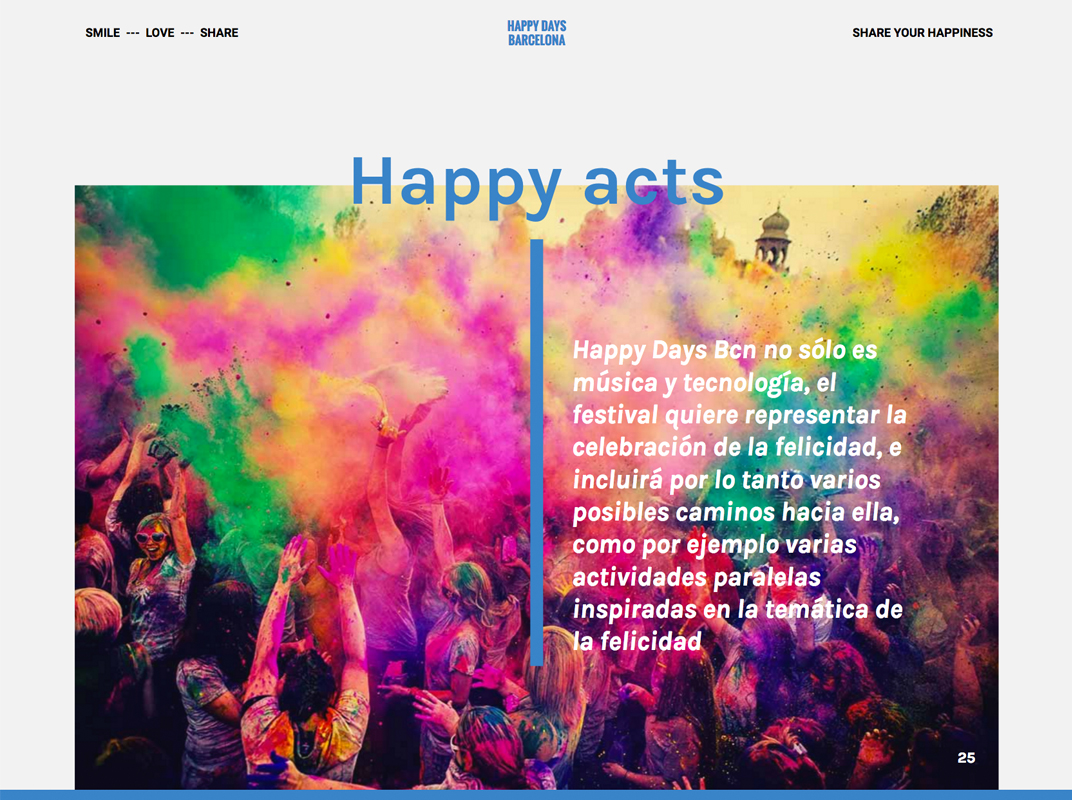 SMILE --- LOVE --- SHARE
HAPPY DAYS
BARCELONA
SHARE YOUR HAPPINESS
Happy acts
Happy Days Bcn no sólo es
música y tecnología, el
festival quiere representar la
celebración de la felicidad, e
incluirá por lo tanto varios
posibles caminos hacia ella,
como por ejemplo varias
actividades paralelas
inspiradas en la temática de
la felicidad
25